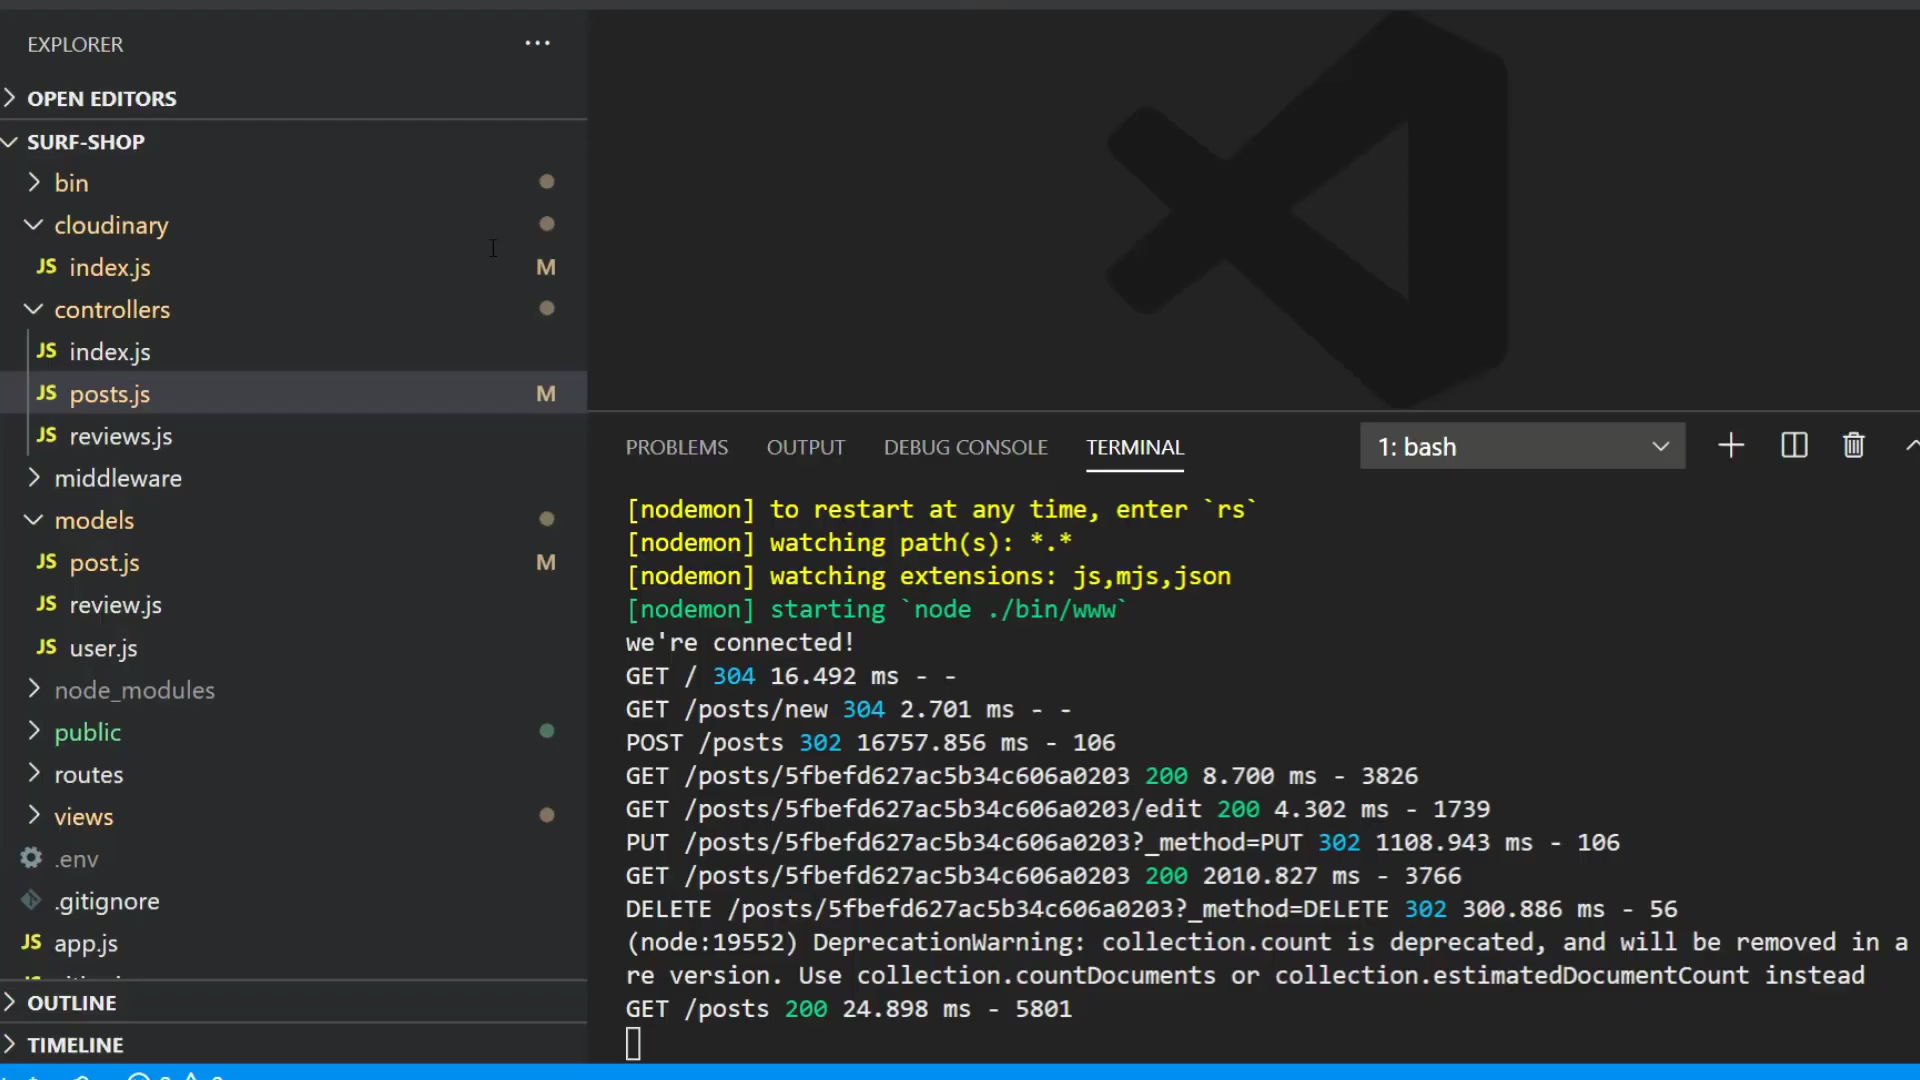 EXPLORER
OPEN EDITORS
SURF-SHOP
bin
cloudinary
JS index.js M
controllers
JS index.js
JS posts.js M
JS reviews.js
middleware
models
JS post.js M
JS review.js
JS user.js
node_modules
public
routes
views
.env
.gitignore
JS app.js
OUTLINE
TIMELINE
PROBLEMS OUTPUT DEBUG CONSOLE TERMINAL 1: bash
[nodemon] to restart at any time, enter `rs`
[nodemon] watching path(s): *.*
[nodemon] watching extensions: js,mjs,json
[nodemon] starting `node ./bin/www`
we're connected!
GET / 304 16.492 ms - -
GET /posts/new 304 2.701 ms - -
POST /posts 302 16757.856 ms - 106
GET /posts/5fbefd627ac5b34c606a0203 200 8.700 ms - 3826
GET /posts/5fbefd627ac5b34c606a0203/edit 200 4.302 ms - 1739
PUT /posts/5fbefd627ac5b34c606a0203?_method=PUT 302 1108.943 ms - 106
GET /posts/5fbefd627ac5b34c606a0203 200 2010.827 ms - 3766
DELETE /posts/5fbefd627ac5b34c606a0203?_method=DELETE 302 300.886 ms - 56
(node:19552) DeprecationWarning: collection.count is deprecated, and will be removed in a
re version. Use collection.countDocuments or collection.estimatedDocumentCount instead
GET /posts 200 24.898 ms - 5801